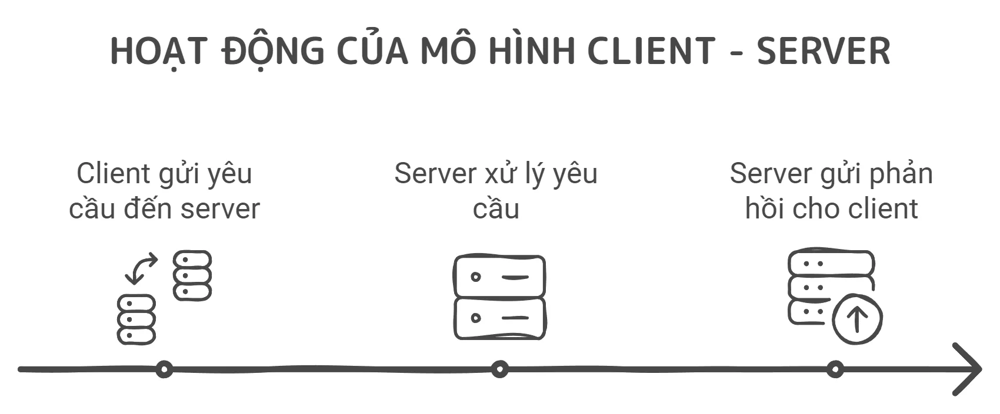 HOẠT ĐỘNG CỦA MÔ HÌNH CLIENT - SERVER
Client gửi yêu
cầu đến server
Server xử lý yêu
cầu
Server gửi phản
hồi cho client